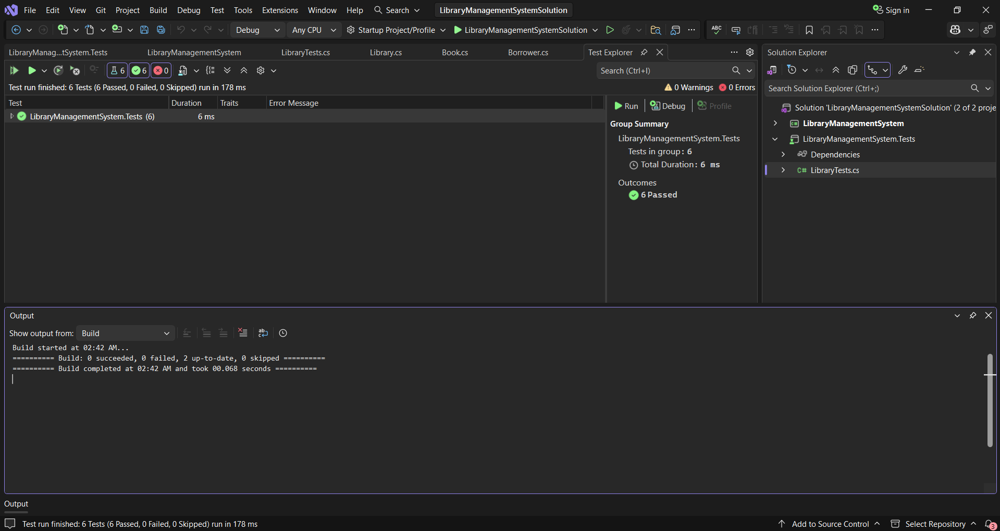 File Edit View Git Project Build Debug Test Tools Extensions Window Help Search LibraryManagementSystemSolution Sign in
Debug Any CPU Startup Project/Profile LibraryManagementSystemSolution ABC
LibraryManag...tSystem.Tests LibraryManagementSystem LibraryTests.cs Library.cs Book.cs Borrower.cs Test Explorer
6 6 0 Search (Ctrl+I)
Test run finished: 6 Tests (6 Passed, 0 Failed, 0 Skipped) run in 178 ms 0 Warnings 0 Errors
Test Duration Traits Error Message
LibraryManagementSystem.Tests (6) 6 ms
Run Debug Profile
Group Summary
LibraryManagementSystem.Tests
Tests in group: 6
Total Duration: 6 ms
Outcomes
6 Passed
Solution Explorer
Search Solution Explorer (Ctrl+;)
Solution 'LibraryManagementSystemSolution' (2 of 2 proje
LibraryManagementSystem
LibraryManagementSystem.Tests
Dependencies
C# LibraryTests.cs
Output
Show output from: Build
Build started at 02:42 AM...
========== Build: 0 succeeded, 0 failed, 2 up-to-date, 0 skipped ==========
========== Build completed at 02:42 AM and took 00.068 seconds ==========
Output
Test run finished: 6 Tests (6 Passed, 0 Failed, 0 Skipped) run in 178 ms Add to Source Control Select Repository 3